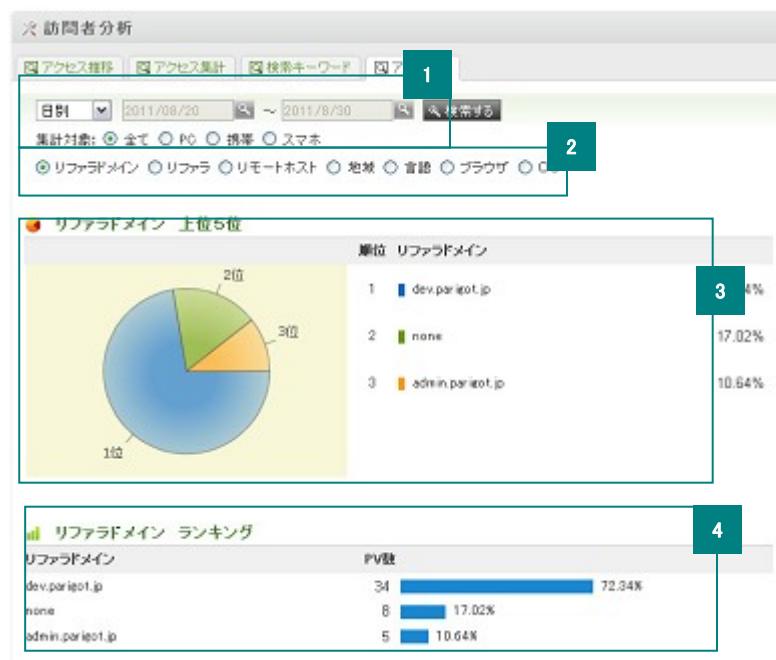 訪問者分析
アクセス推移 アクセス集計 検索キーワード ア
1
日別 2011/08/20 ～ 2011/8/30 検索する
集計対象: 全て PC 携帯 スマホ
2
リファラドメイン リファラ リモートホスト 地域 言語 ブラウザ
リファラドメイン 上位5位
順位 リファラドメイン
3
2位
3位
1位
1 dev.parigot.jp 4%
2 none 17.02%
3 admin.parigot.jp 10.64%
4
リファラドメイン ランキング
リファラドメイン PV数
dev.parigot.jp 34 72.34%
none 8 17.02%
admin.parigot.jp 5 10.64%